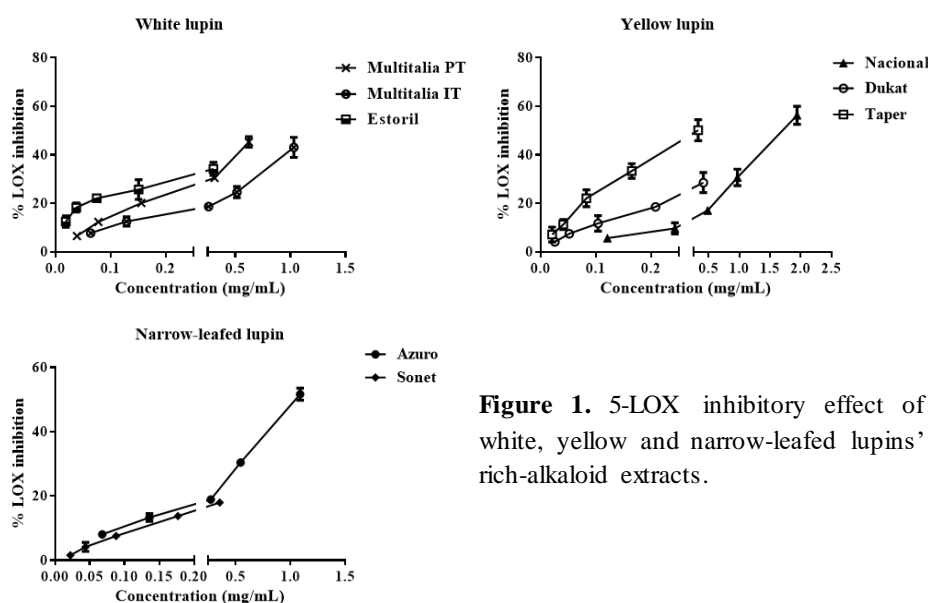 White lupin
80
60
40
20
0
% LOX inhibition
0.0 0.1 0.2 0.5 1.0 1.5
Concentration (mg/mL)
Multitalia PT
Multitalia IT
Estoril
Yellow lupin
80
60
40
20
0
% LOX inhibition
0.0 0.1 0.2 0.5 1.0 1.5 2.0 2.5
Concentration (mg/mL)
Nacional
Dukat
Taper
Narrow-leafed lupin
60
40
20
0
% LOX inhibition
0.00 0.05 0.10 0.15 0.20 0.5 1.0 1.5
Concentration (mg/mL)
Azuro
Sonet
Figure 1. 5-LOX inhibitory effect of
white, yellow and narrow-leafed lupins’
rich-alkaloid extracts.